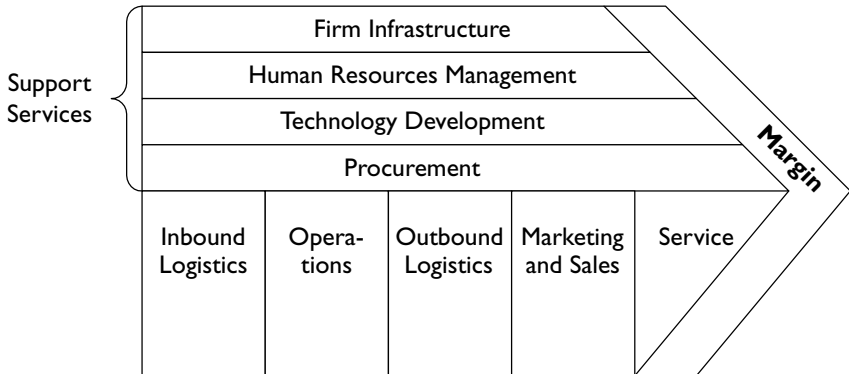 Firm Infrastructure
Human Resources Management
Support
Services
Technology Development
Procurement
Margin
Inbound
Logistics
Opera-
tions
Outbound
Logistics
Marketing
and Sales
Service